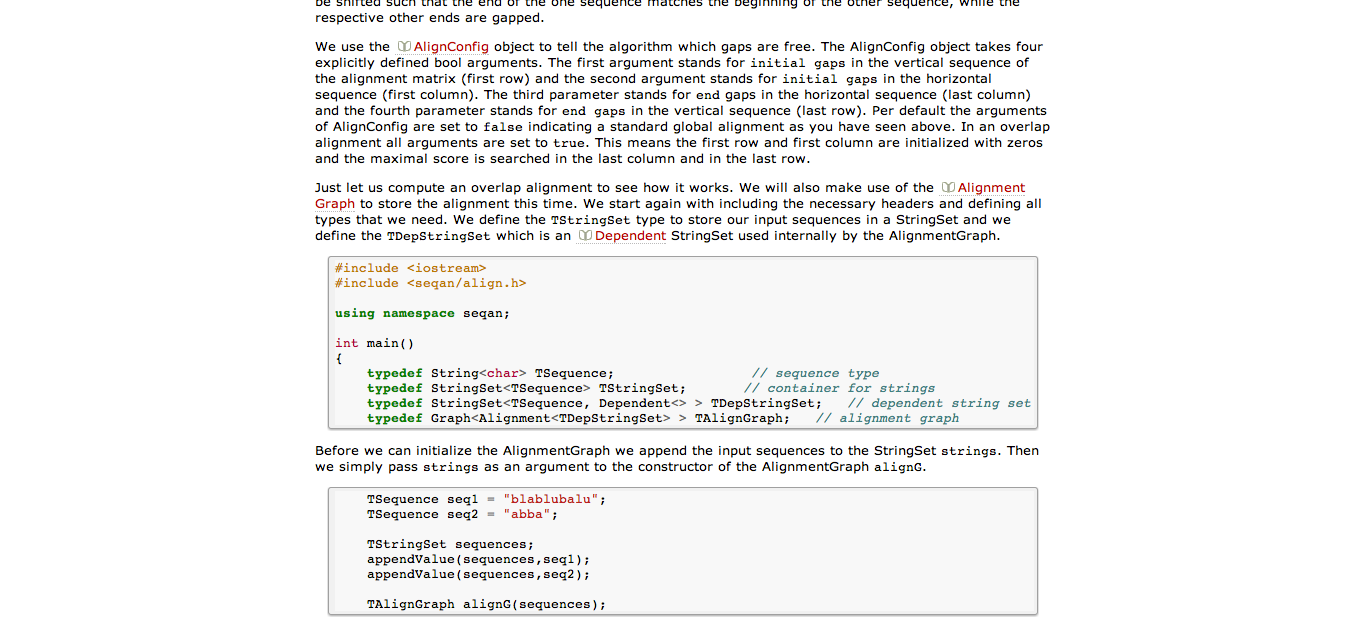 be shifted such that the end of the one sequence matches the beginning of the other sequence, while the
respective other ends are gapped.
We use the AlignConfig object to tell the algorithm which gaps are free. The AlignConfig object takes four
explicitly defined bool arguments. The first argument stands for initial gaps in the vertical sequence of
the alignment matrix (first row) and the second argument stands for initial gaps in the horizontal
sequence (first column). The third parameter stands for end gaps in the horizontal sequence (last column)
and the fourth parameter stands for end gaps in the vertical sequence (last row). Per default the arguments
of AlignConfig are set to false indicating a standard global alignment as you have seen above. In an overlap
alignment all arguments are set to true. This means the first row and first column are initialized with zeros
and the maximal score is searched in the last column and in the last row.
Just let us compute an overlap alignment to see how it works. We will also make use of the Alignment
Graph to store the alignment this time. We start again with including the necessary headers and defining all
types that we need. We define the TStringSet type to store our input sequences in a StringSet and we
define the TDepStringSet which is an Dependent StringSet used internally by the AlignmentGraph.
#include <iostream>
#include <seqan/align.h>
using namespace seqan;
int main()
{
typedef String<char> TSequence; // sequence type
typedef StringSet<TSequence> TStringSet; // container for strings
typedef StringSet<TSequence, Dependent<> > TDepStringSet; // dependent string set
typedef Graph<Alignment<TDepStringSet> > TAlignGraph; // alignment graph
Before we can initialize the AlignmentGraph we append the input sequences to the StringSet strings. Then
we simply pass strings as an argument to the constructor of the AlignmentGraph alignG.
TSequence seq1 = "blablubalu";
TSequence seq2 = "abba";
TStringSet sequences;
appendValue(sequences,seq1);
appendValue(sequences,seq2);
TAlignGraph alignG(sequences);